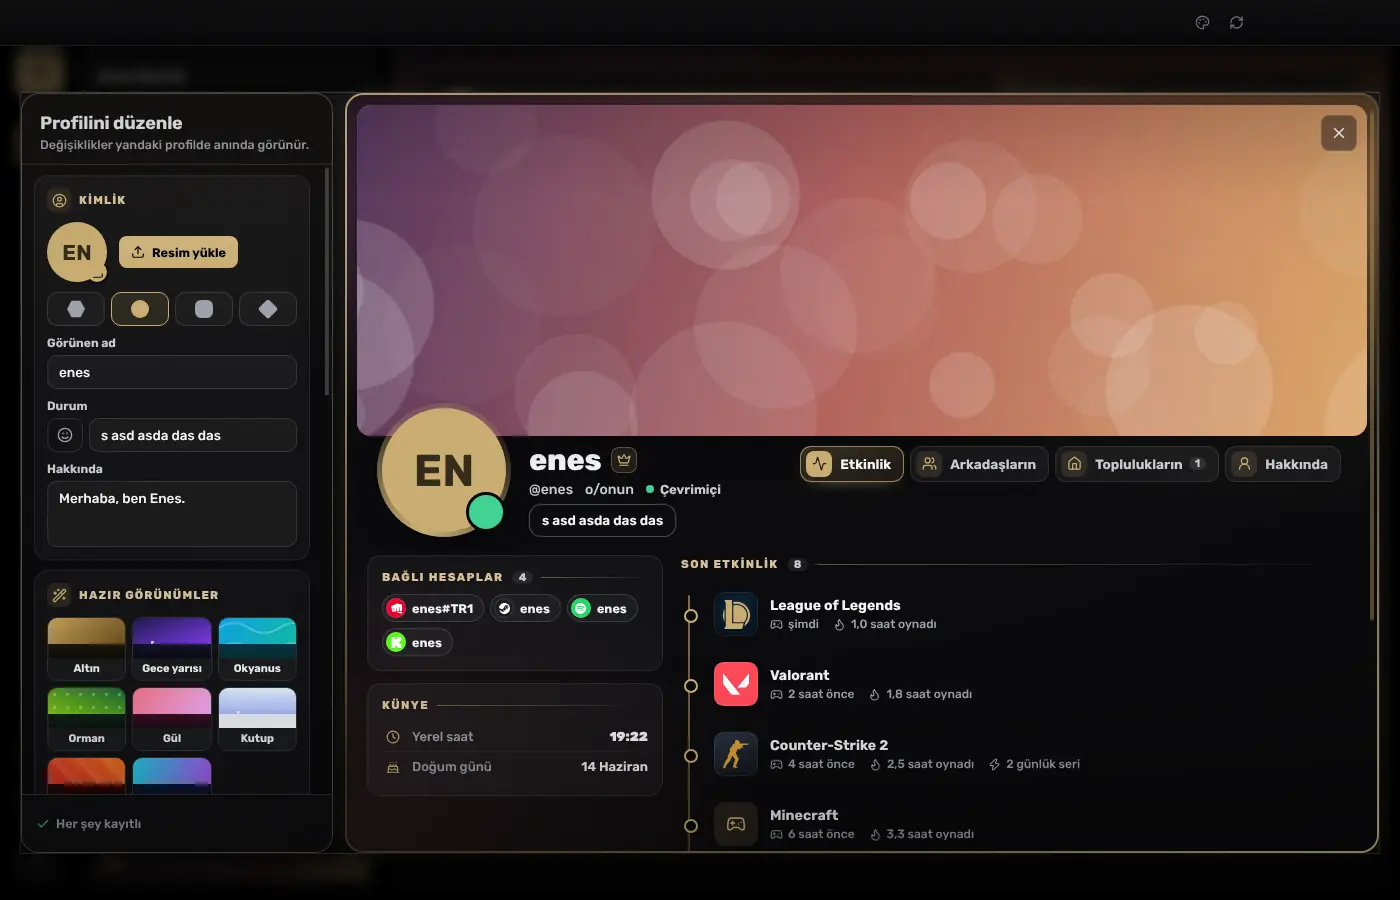 Profilini düzenle
Değişiklikler yandaki profilde anında görünür.
KİMLİK
EN
Resim yükle
Görünen ad
enes
Durum
s asd asda das das
Hakkında
Merhaba, ben Enes.
HAZIR GÖRÜNÜMLER
Altın
Gece yarısı
Okyanus
Orman
Gül
Kutup
Her şey kayıtlı
EN
enes
@enes o/onun Çevrimiçi
s asd asda das das
Etkinlik
Arkadaşların
Toplulukların 1
Hakkında
BAĞLI HESAPLAR 4
enes#TR1
enes
enes
enes
KÜNYE
Yerel saat 19:22
Doğum günü 14 Haziran
SON ETKİNLİK 8
League of Legends
şimdi 1,0 saat oynadı
Valorant
2 saat önce 1,8 saat oynadı
Counter-Strike 2
4 saat önce 2,5 saat oynadı 2 günlük seri
Minecraft
6 saat önce 3,3 saat oynadı